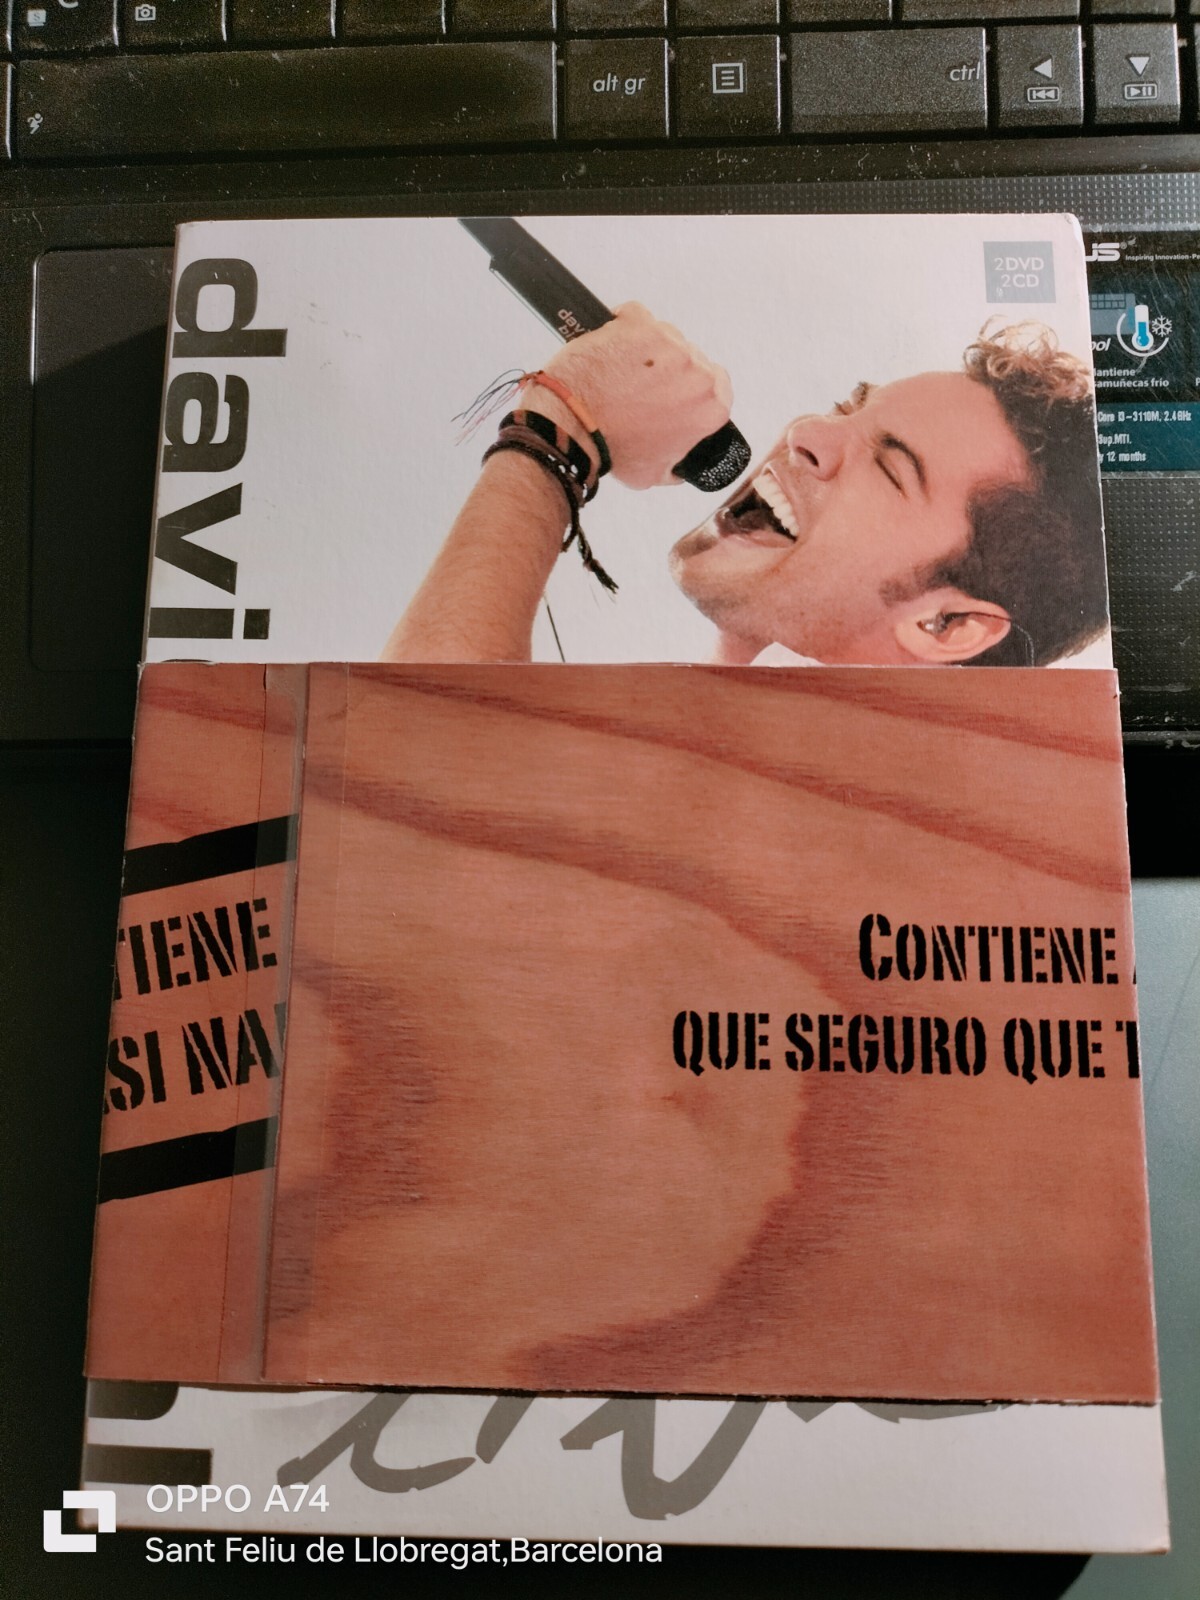 alt gr
ctrl
2DVD
2CD
Inspiring Innovation
Mantiene
frío
Core i3-3110M, 2.4GHz
12 months
davi
CONTIENE
QUE SEGURO QUE T
TIENE
SI NA
OPPO A74
Sant Feliu de Llobregat,Barcelona